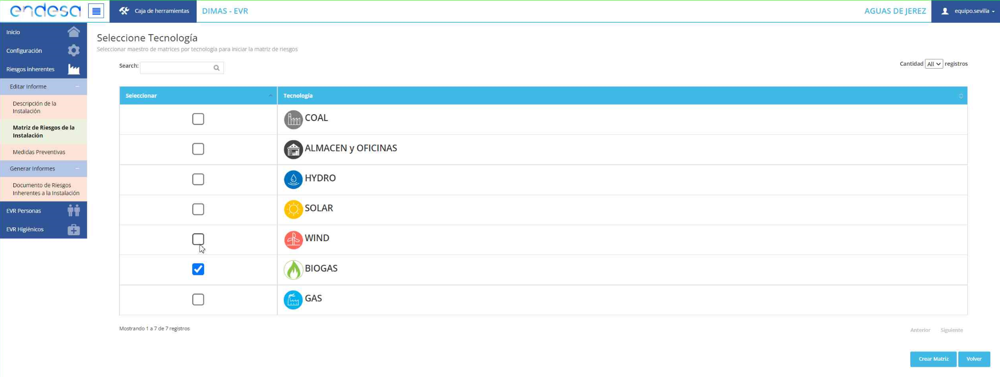 endesa
Caja de herramientas
DIMAS - EVR
AGUAS DE JEREZ
equipo.sevilla
Inicio
Configuración
Riesgos inherentes
Editar Informe
Descripción de la
Instalación
Matriz de Riesgos de la
Instalación
Medidas Preventivas
Generar Informes
Documento de Riesgos
Inherentes a la Instalación
EVR Personas
EVR Higiénicos
Seleccione Tecnología
Seleccionar maestro de matrices por tecnología para iniciar la matriz de riesgos
Search:
Cantidad All registros
Seleccionar
Tecnología
COAL
ALMACEN y OFICINAS
HYDRO
SOLAR
WIND
BIOGAS
GAS
Mostrando 1 a 7 de 7 registros
Anterior
Siguiente
Crear Matriz
Volver